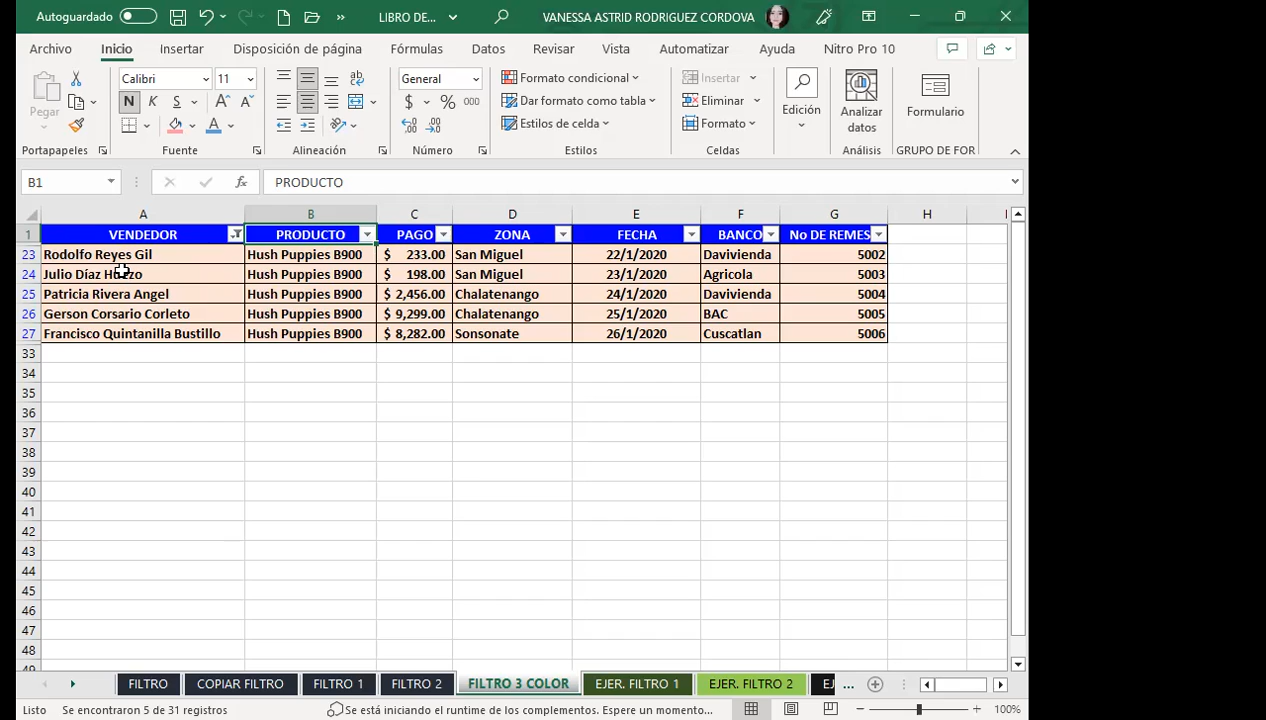 Autoguardado
LIBRO DE...
VANESSA ASTRID RODRIGUEZ CORDOVA
Archivo Inicio Insertar Disposición de página Fórmulas Datos Revisar Vista Automatizar Ayuda Nitro Pro 10
Pegar
Calibri 11
N K S
General
$ % 000
Formato condicional
Dar formato como tabla
Estilos de celda
Insertar
Eliminar
Formato
Edición
Analizar datos
Formulario
Portapapeles Fuente Alineación Número Estilos Celdas Análisis GRUPO DE FOR
B1 fx PRODUCTO
A B C D E F G H I
1 VENDEDOR PRODUCTO PAGO ZONA FECHA BANCO No DE REMES
23 Rodolfo Reyes Gil Hush Puppies B900 $ 233.00 San Miguel 22/1/2020 Davivienda 5002
24 Julio Díaz Huezo Hush Puppies B900 $ 198.00 San Miguel 23/1/2020 Agricola 5003
25 Patricia Rivera Angel Hush Puppies B900 $ 2,456.00 Chalatenango 24/1/2020 Davivienda 5004
26 Gerson Corsario Corleto Hush Puppies B900 $ 9,299.00 Chalatenango 25/1/2020 BAC 5005
27 Francisco Quintanilla Bustillo Hush Puppies B900 $ 8,282.00 Sonsonate 26/1/2020 Cuscatlan 5006
33
34
35
36
37
38
39
40
41
42
43
44
45
46
47
48
49
FILTRO COPIAR FILTRO FILTRO 1 FILTRO 2 FILTRO 3 COLOR EJER. FILTRO 1 EJER. FILTRO 2 EJ ...
Listo Se encontraron 5 de 31 registros Se está iniciando el runtime de los complementos. Espere un momento... 100%